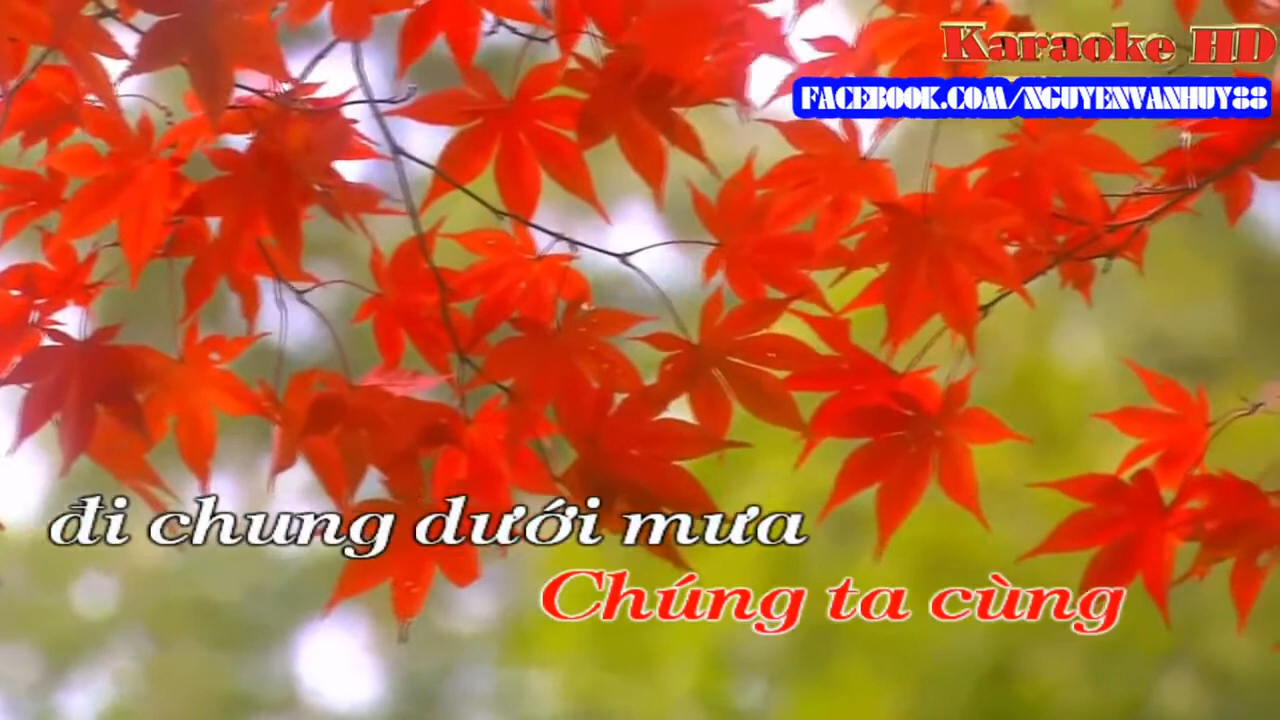 Karaoke HD
FACEBOOK.COM/NGUYENVANHUY88
đi chung dưới mưa
Chúng ta cùng